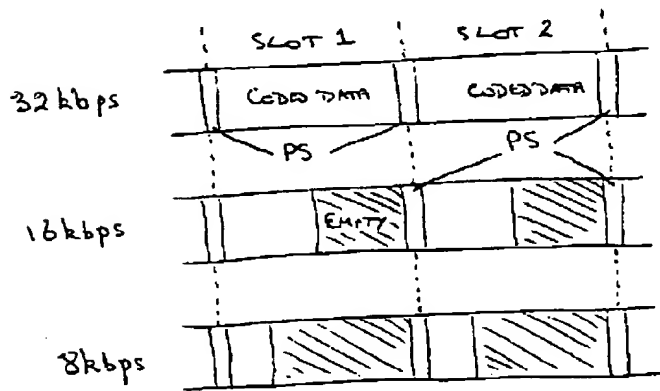 SLOT 1 SLOT 2
32 kbps CODED DATA CODED DATA
PS PS
16 kbps EMPTY
8 kbps